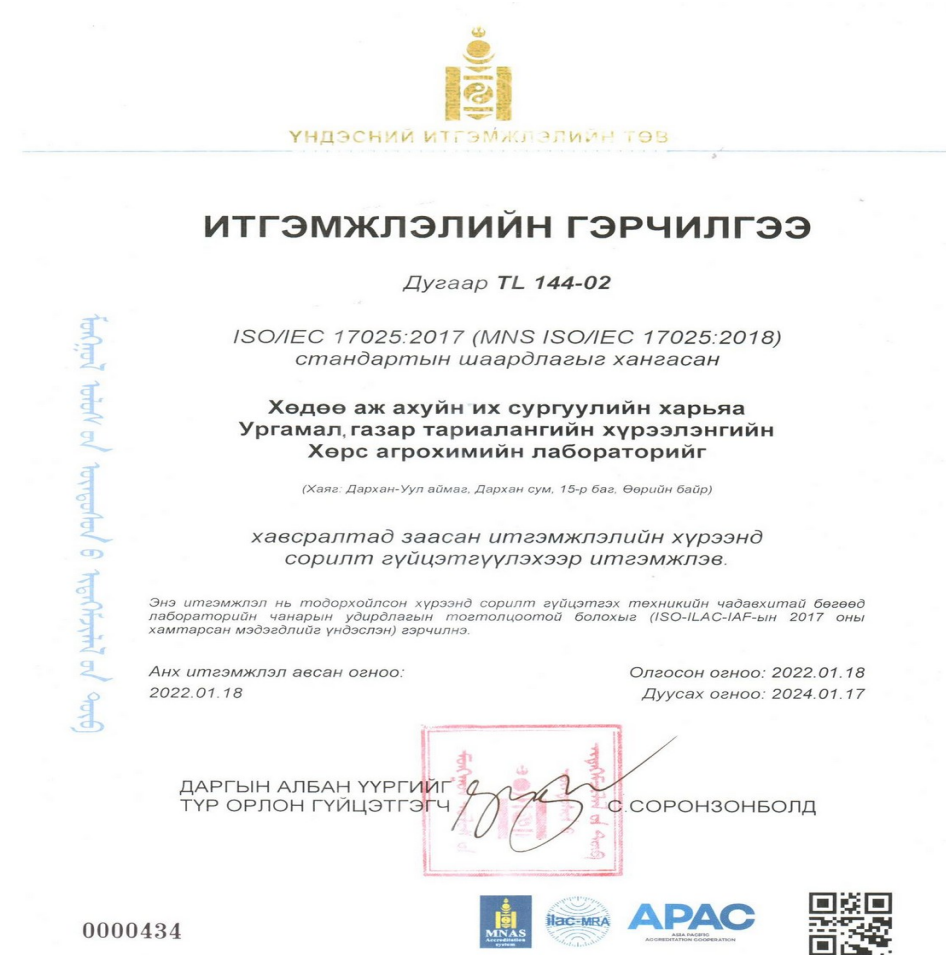 ҮНДЭСНИЙ ИТГЭМЖЛЭЛИЙН ТӨВ
ИТГЭМЖЛЭЛИЙН ГЭРЧИЛГЭЭ
Дугаар TL 144-02
ISO/IEC 17025:2017 (MNS ISO/IEC 17025:2018)
стандартын шаардлагыг хангасан
Хөдөө аж ахуйн их сургуулийн харьяа
Ургамал, газар тариалангийн хүрээлэнгийн
Хөрс агрохимийн лабораторийг
(Хаяг: Дархан-Уул аймаг, Дархан сум, 15-р баг, Өөрийн байр)
хавсралтад заасан итгэмжлэлийн хүрээнд
сорилт гүйцэтгүүлэхээр итгэмжлэв.
Энэ итгэмжлэл нь тодорхойлсон хүрээнд сорилт гүйцэтгэх техникийн чадавхитай бөгөөд
лабораторийн чанарын удирдлагын тогтолцоотой болохыг (ISO-ILAC-IAF-ын 2017 оны
хамтарсан мэдэгдлийг үндэслэн) гэрчилнэ.
Анх итгэмжлэл авсан огноо:
2022.01.18
Олгосон огноо: 2022.01.18
Дуусах огноо: 2024.01.17
ДАРГЫН АЛБАН ҮҮРГИЙГ
ТҮР ОРЛОН ГҮЙЦЭТГЭГЧ
С.СОРОНЗОНБОЛД
0000434
MNAS
Accreditation
ilac-MRA
APAC
ASIA PACIFIC
ACCREDITATION COOPERATION